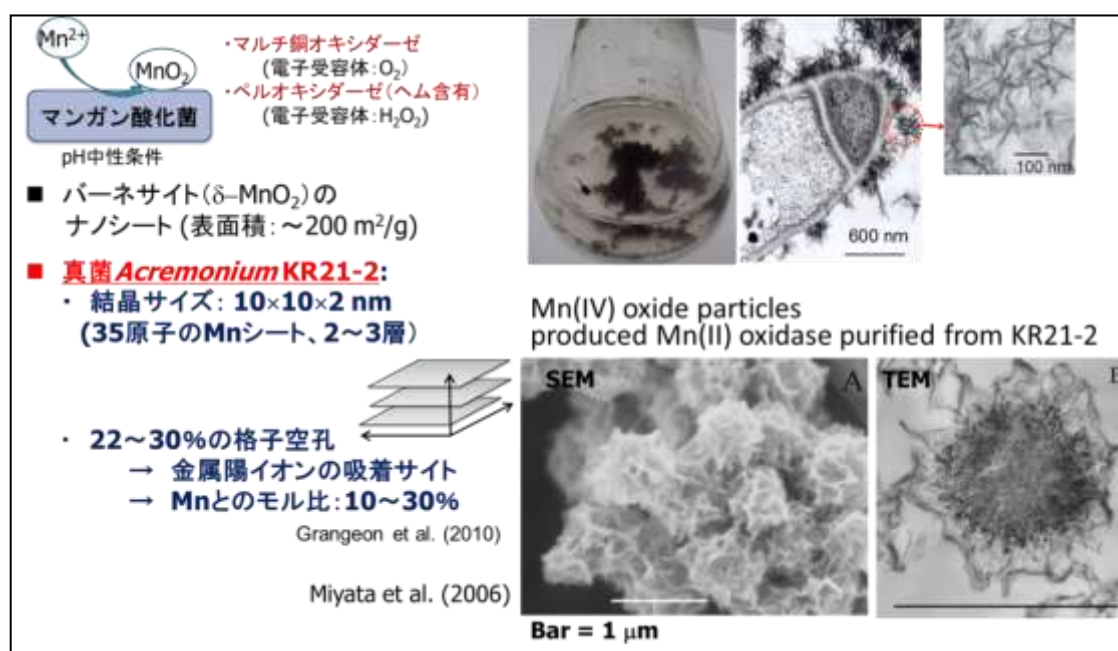 Mn²⁺
MnO₂
マンガン酸化菌
pH中性条件
・マルチ銅オキシダーゼ
(電子受容体：O₂)
・ペルオキシダーゼ(ヘム含有)
(電子受容体：H₂O₂)
■ バーネサイト(δ–MnO₂)の
ナノシート (表面積：～200 m²/g)
■ 真菌Acremonium KR21-2:
・ 結晶サイズ： 10×10×2 nm
(35原子のMnシート、2～3層)
・ 22～30%の格子空孔
→ 金属陽イオンの吸着サイト
→ Mnとのモル比：10～30%
Grangeon et al. (2010)
Miyata et al. (2006)
600 nm
100 nm
Mn(IV) oxide particles
produced Mn(II) oxidase purified from KR21-2
SEM
A
TEM
Bar = 1 μm